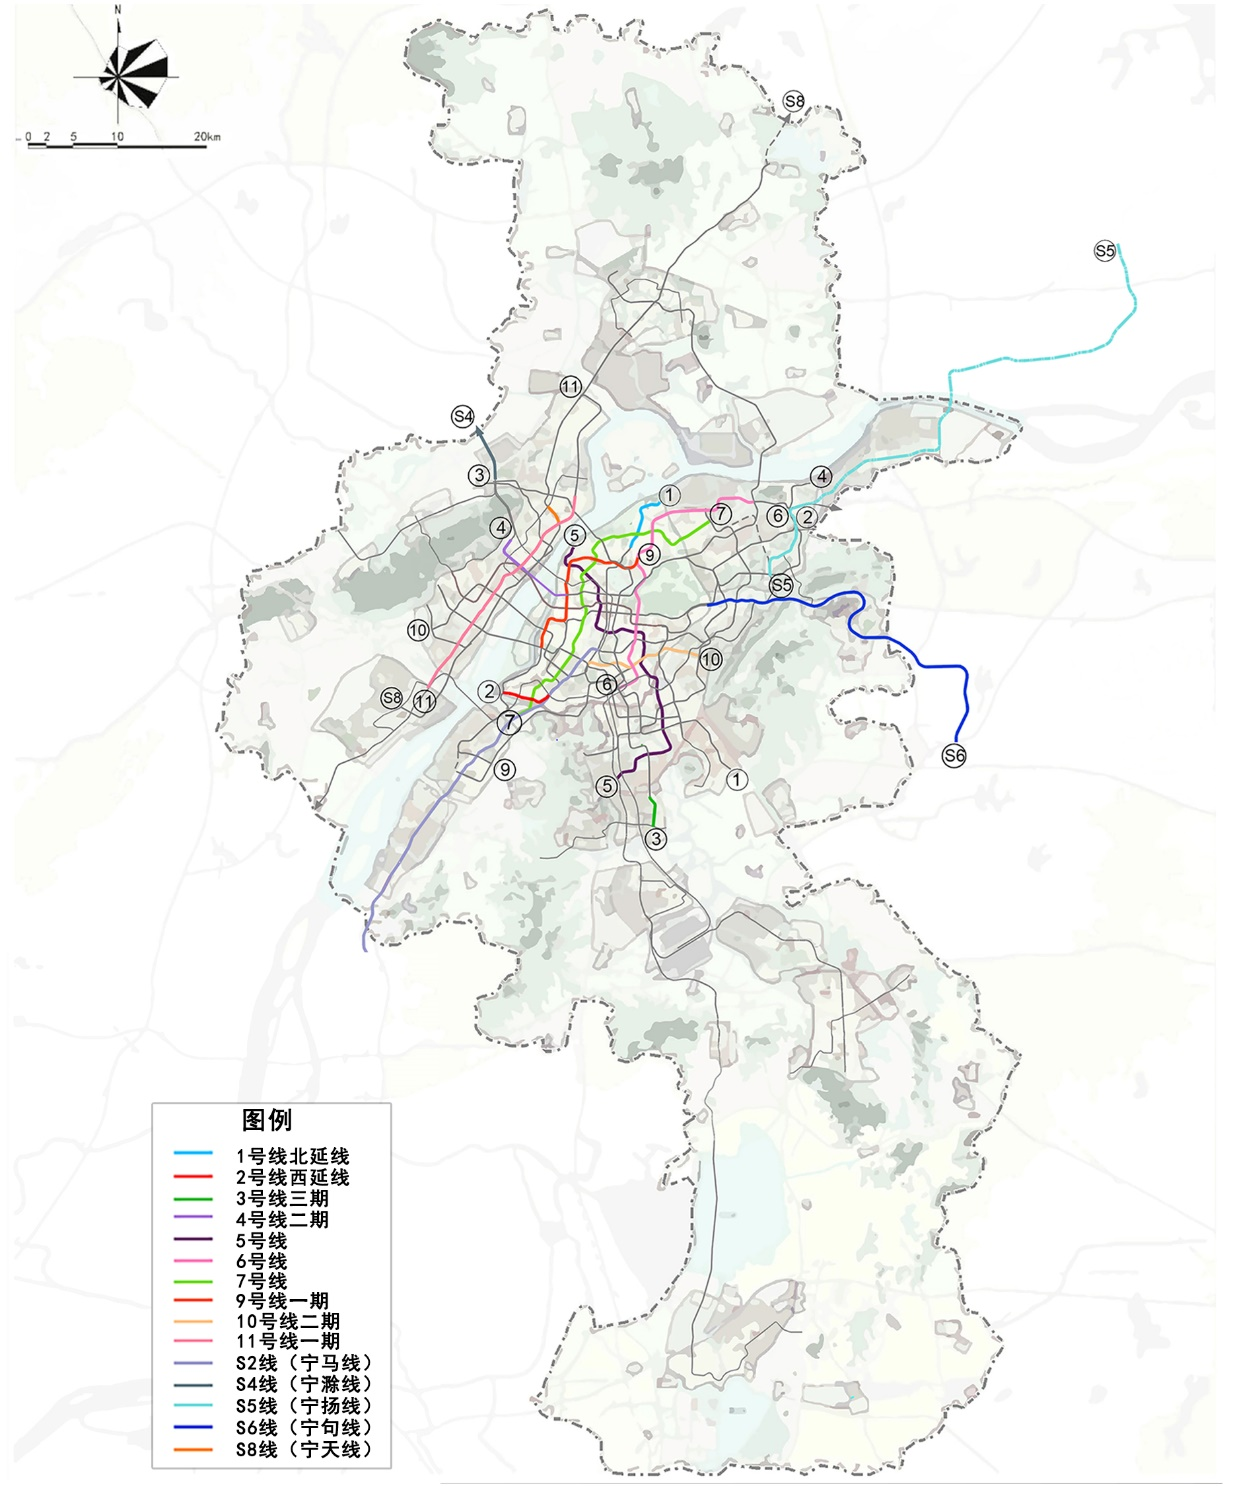 N
0 2 5 10 20km
S8
S5
11
S4
3
4
1
7
6
2
4
5
9
S5
10
10
S8
11
2
6
7
9
5
1
S6
3
图例
1号线北延线
2号线西延线
3号线三期
4号线二期
5号线
6号线
7号线
9号线一期
10号线二期
11号线一期
S2线（宁马线）
S4线（宁滁线）
S5线（宁扬线）
S6线（宁句线）
S8线（宁天线）